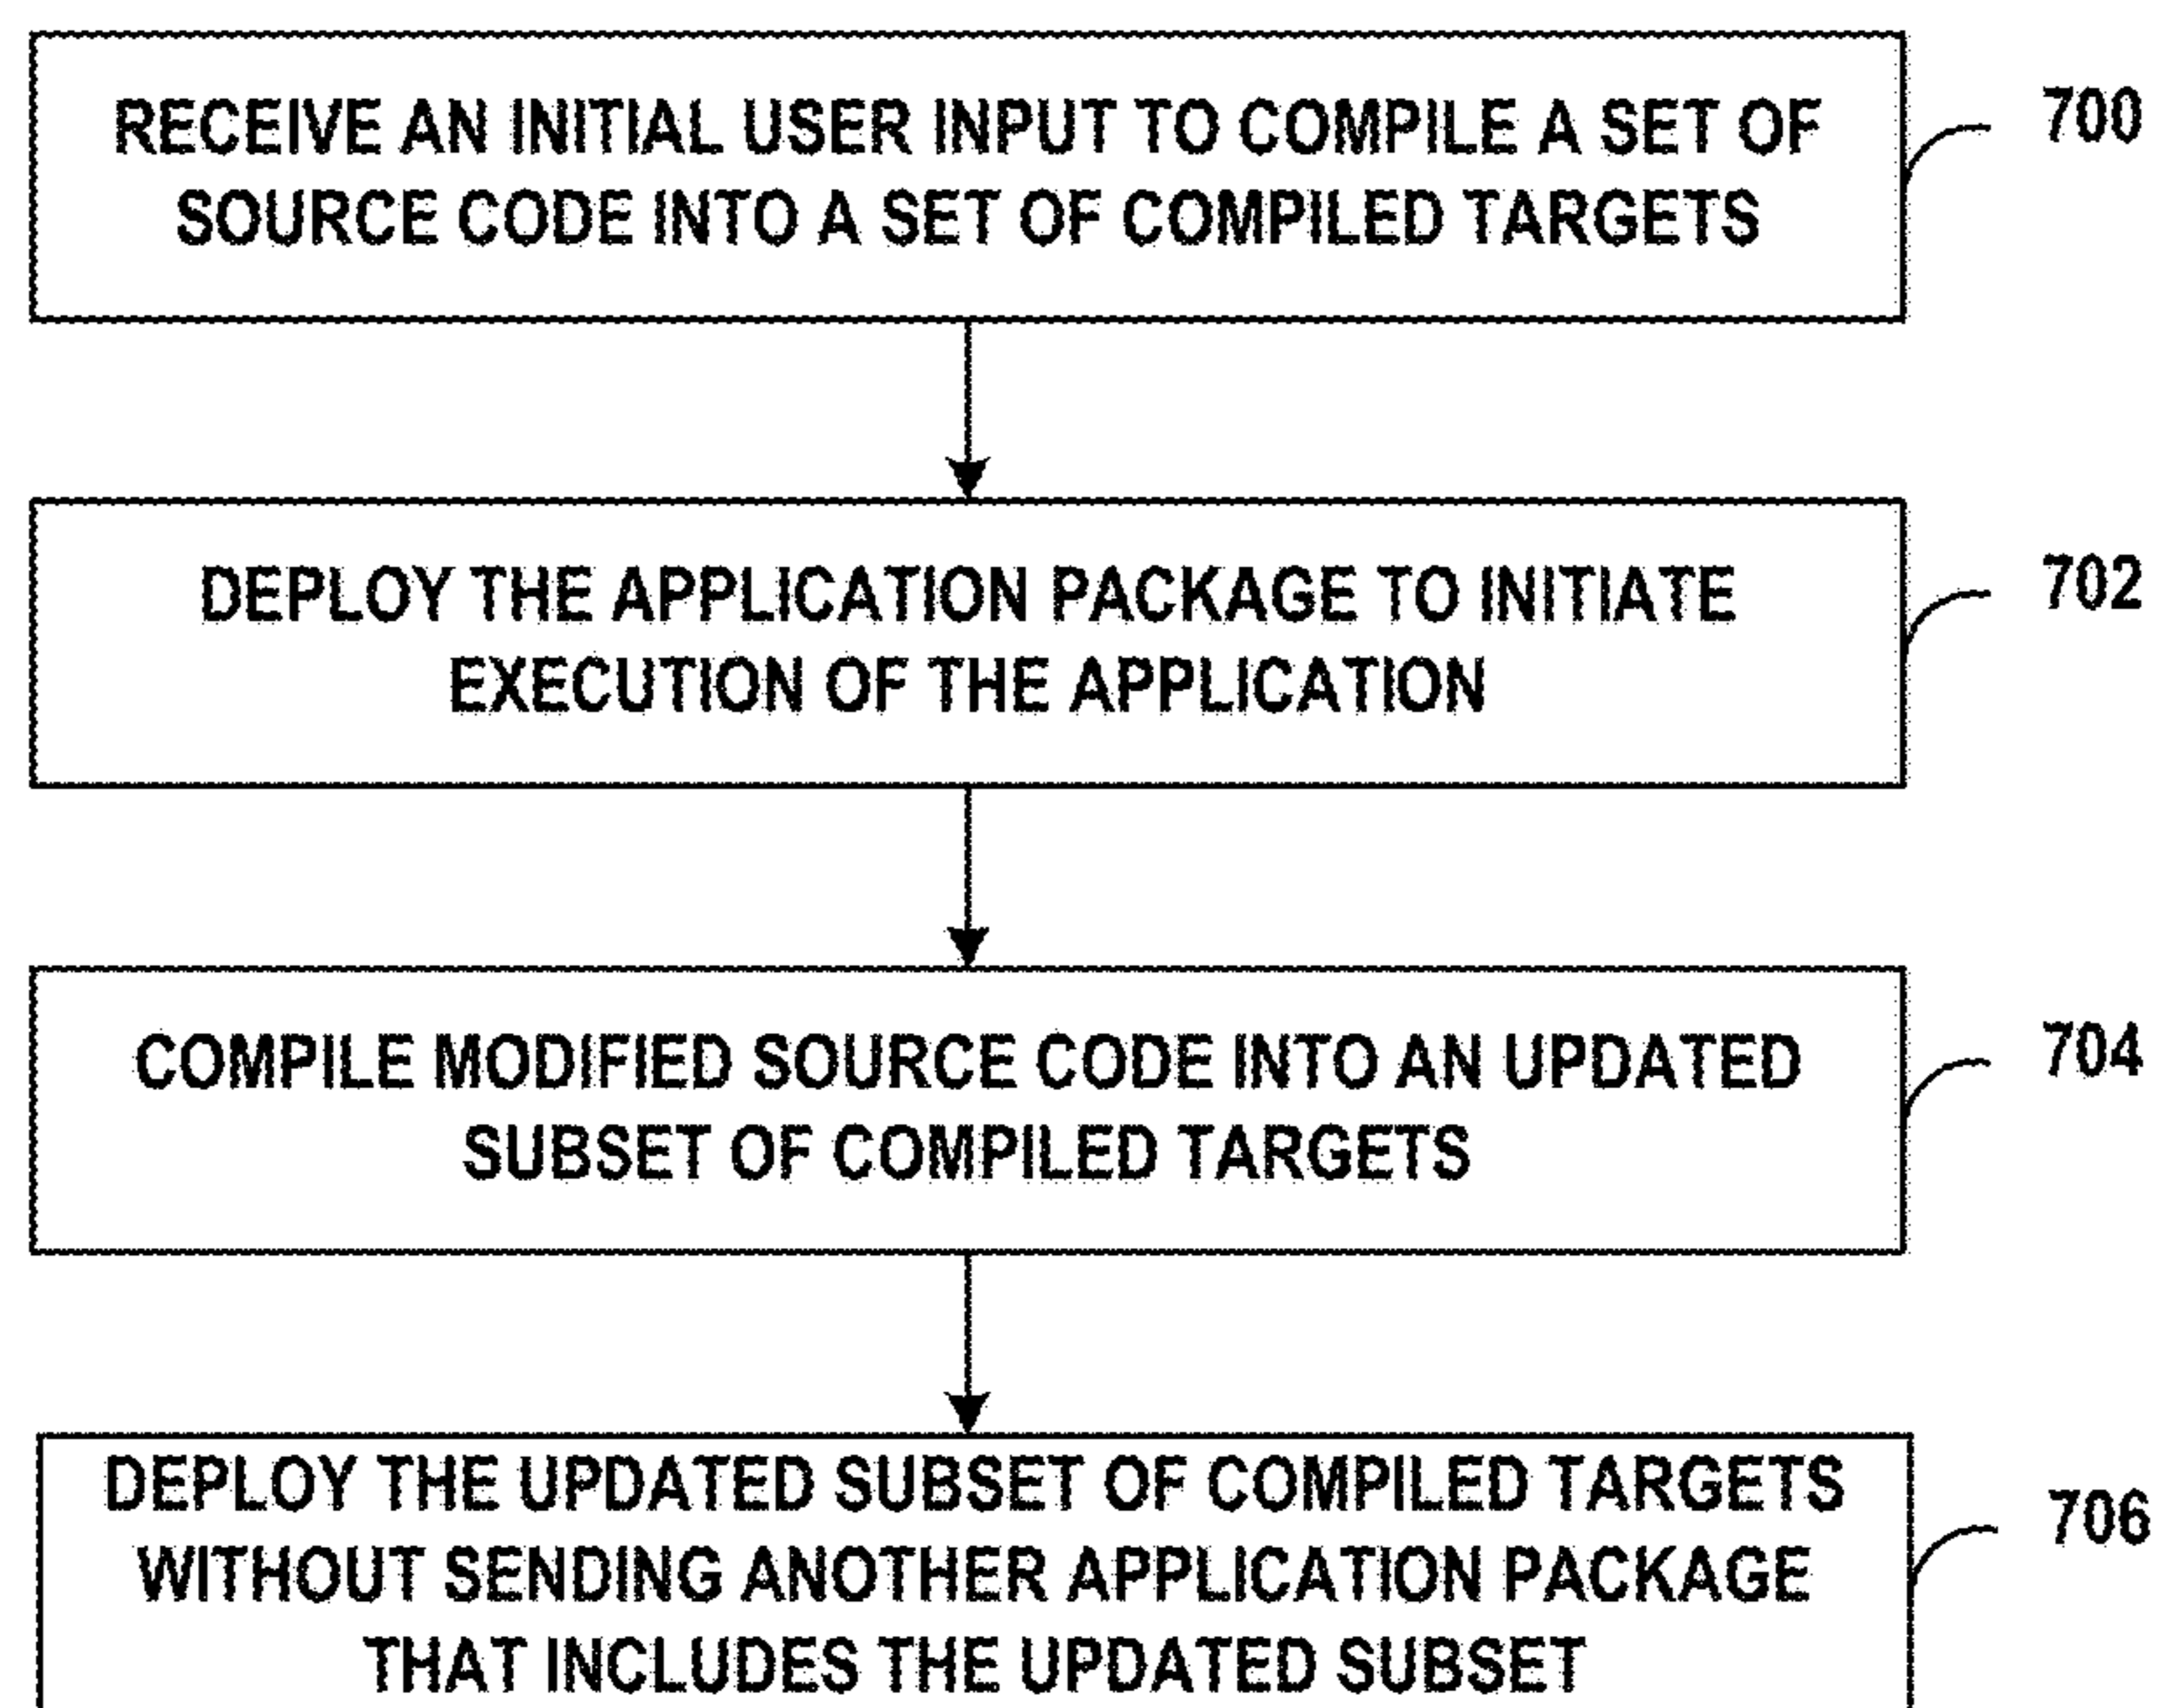 RECEIVE AN INITIAL USER INPUT TO COMPILE A SET OF
SOURCE CODE INTO A SET OF COMPILED TARGETS
700
DEPLOY THE APPLICATION PACKAGE TO INITIATE
EXECUTION OF THE APPLICATION
702
COMPILE MODIFIED SOURCE CODE INTO AN UPDATED
SUBSET OF COMPILED TARGETS
704
DEPLOY THE UPDATED SUBSET OF COMPILED TARGETS
WITHOUT SENDING ANOTHER APPLICATION PACKAGE
THAT INCLUDES THE UPDATED SUBSET
706